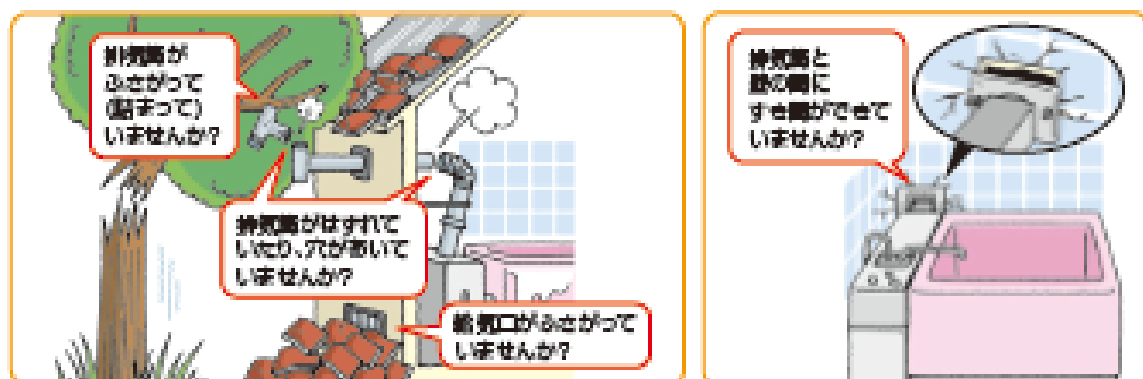 排気筒が
ふさがって
(詰まって)
いませんか?
排気筒がはずれて
いたり、穴があいて
いませんか?
給気口がふさがって
いませんか?
排気筒と
壁の間に
すき間ができて
いませんか?